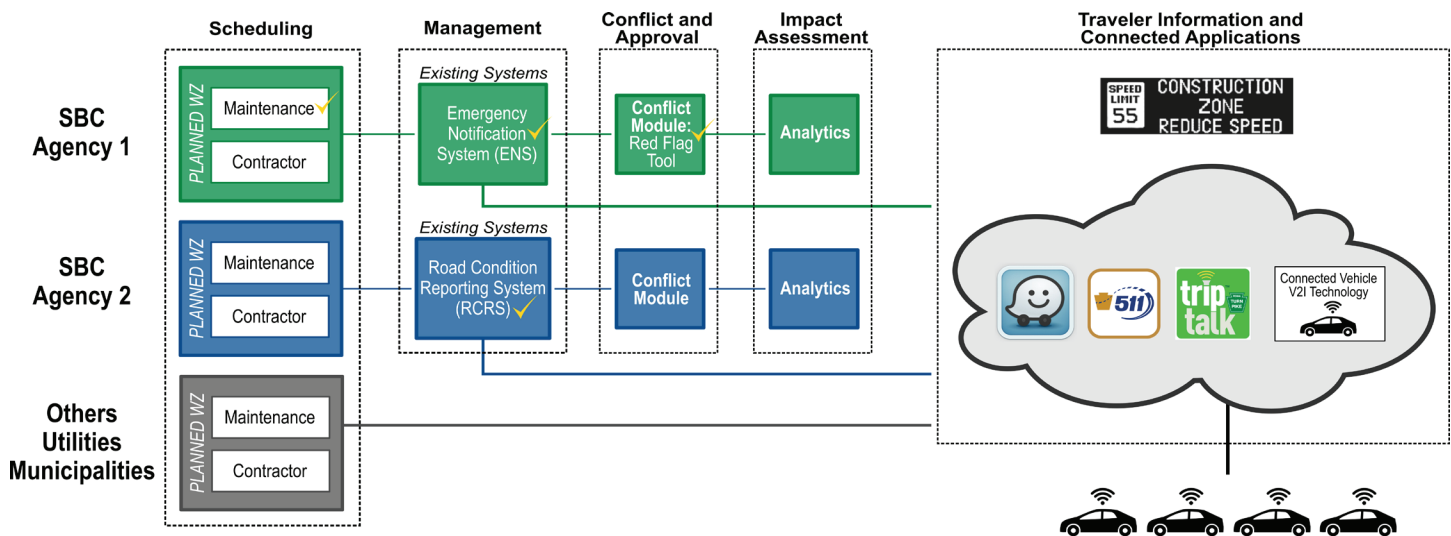 Scheduling
Management
Conflict and
Approval
Impact
Assessment
Traveler Information and
Connected Applications
SBC
Agency 1
PLANNED WZ
Maintenance
Contractor
Existing Systems
Emergency
Notification
System (ENS)
Conflict
Module:
Red Flag
Tool
Analytics
SPEED
LIMIT
55
CONSTRUCTION
ZONE
REDUCE SPEED
SBC
Agency 2
PLANNED WZ
Maintenance
Contractor
Existing Systems
Road Condition
Reporting System
(RCRS)
Conflict
Module
Analytics
511
trip
talk
TURN
PIKE
Connected Vehicle
V2I Technology
Others
Utilities
Municipalities
PLANNED WZ
Maintenance
Contractor